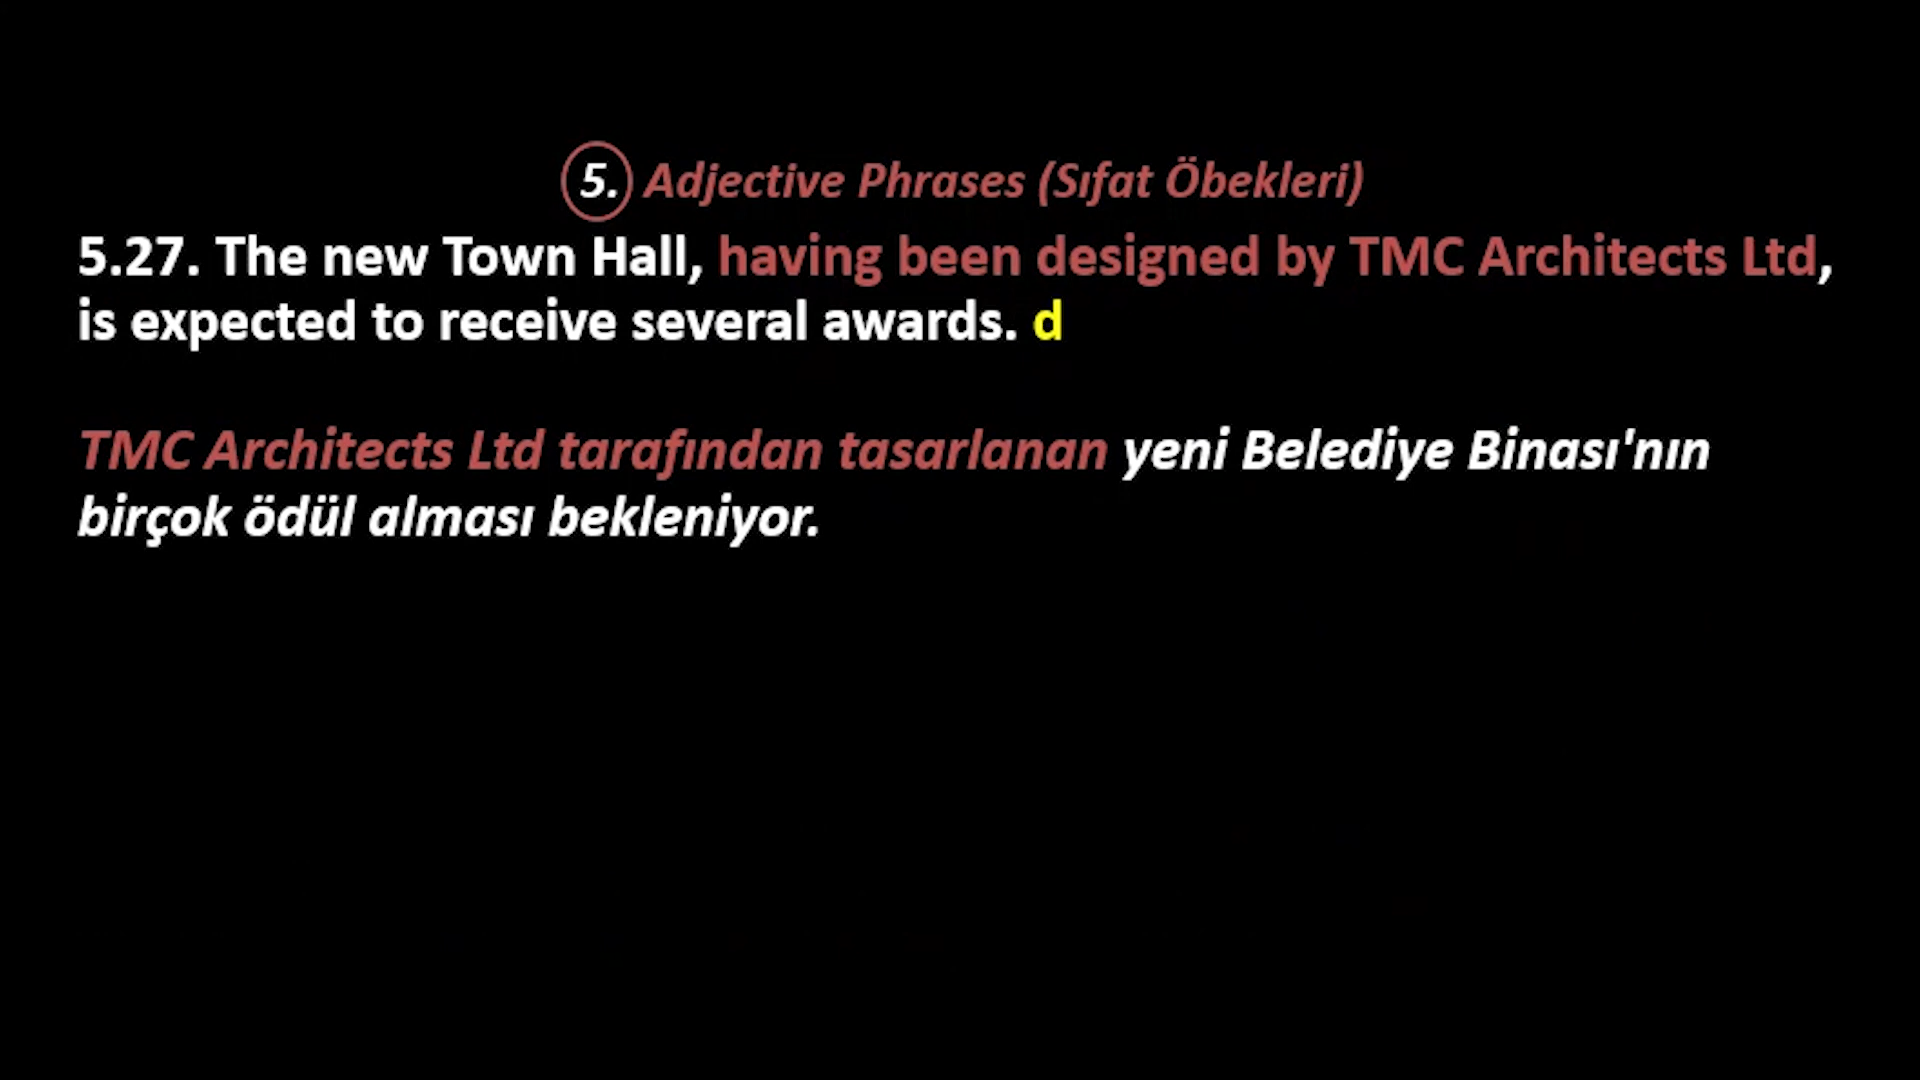 5. Adjective Phrases (Sıfat Öbekleri)
5.27. The new Town Hall, having been designed by TMC Architects Ltd,
is expected to receive several awards. d
TMC Architects Ltd tarafından tasarlanan yeni Belediye Binası'nın
birçok ödül alması bekleniyor.